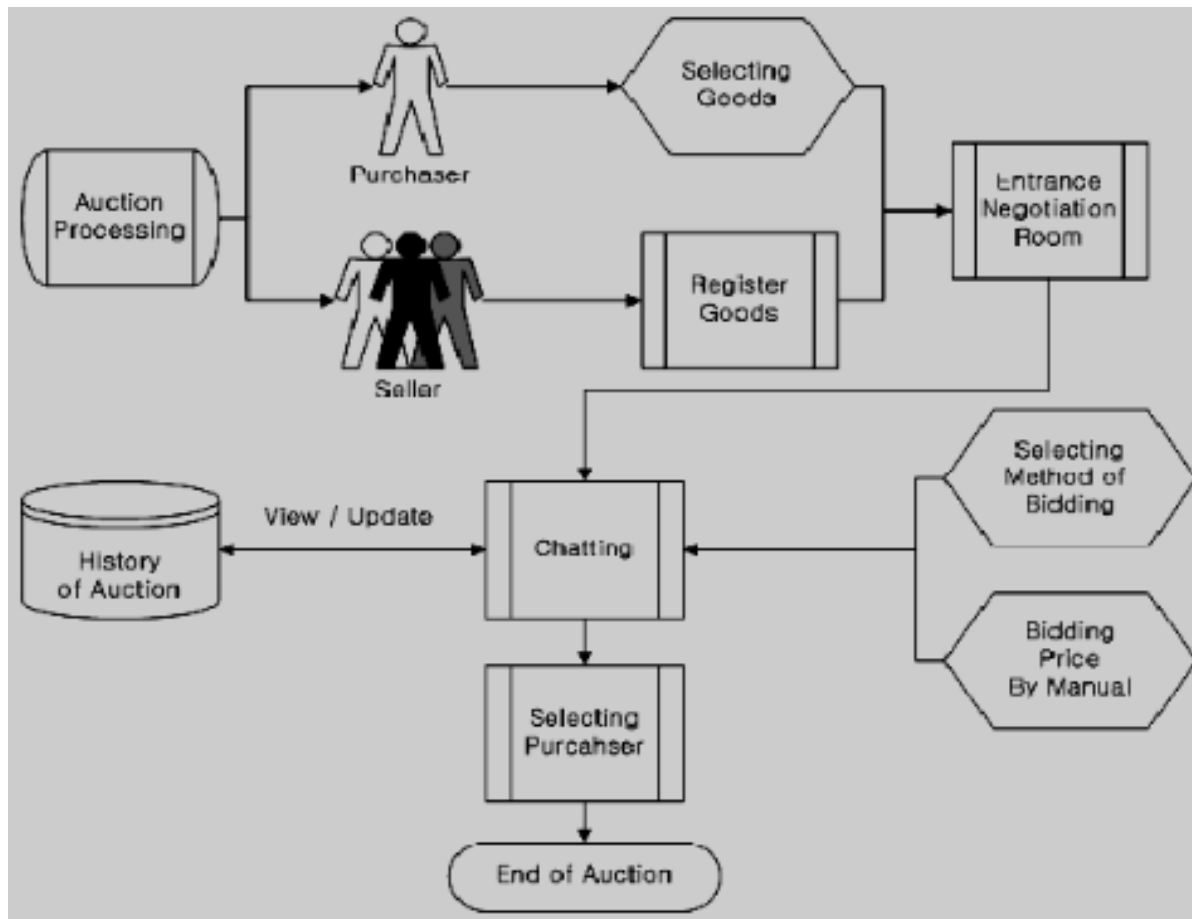 Selecting
Goods
Purchaser
Auction
Processing
Entrance
Negotiation
Room
Register
Goods
Seller
Selecting
Method of
Bidding
View / Update
Chatting
History
of Auction
Bidding
Price
By Manual
Selecting
Purcahser
End of Auction